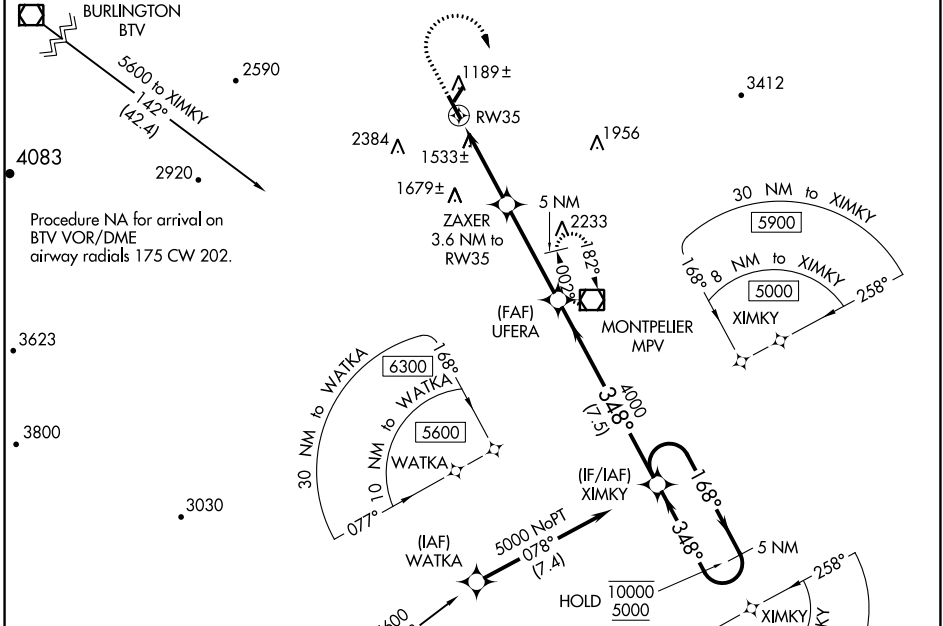 BURLINGTON
BTV
5600 to XIMKY
142°
(42.4)
2590
1189±
3412
RW35
2384
1533±
1956
4083
2920
1679±
Procedure NA for arrival on
BTV VOR/DME
airway radials 175 CW 202.
ZAXER
3.6 NM to
RW35
5 NM
2233
002°
182°
30 NM to XIMKY
5900
8 NM to XIMKY
5000
168°
258°
XIMKY
(FAF)
UFERA
MONTPELIER
MPV
3623
30 NM to WATKA
6300
168°
10 NM to WATKA
5600
WATKA
077°
4000
348°
(7.5)
3800
3030
(IF/IAF)
XIMKY
168°
348°
5 NM
(IAF)
WATKA
5000 NoPT
078°
(7.4)
HOLD
10000
5000
258°
XIMKY